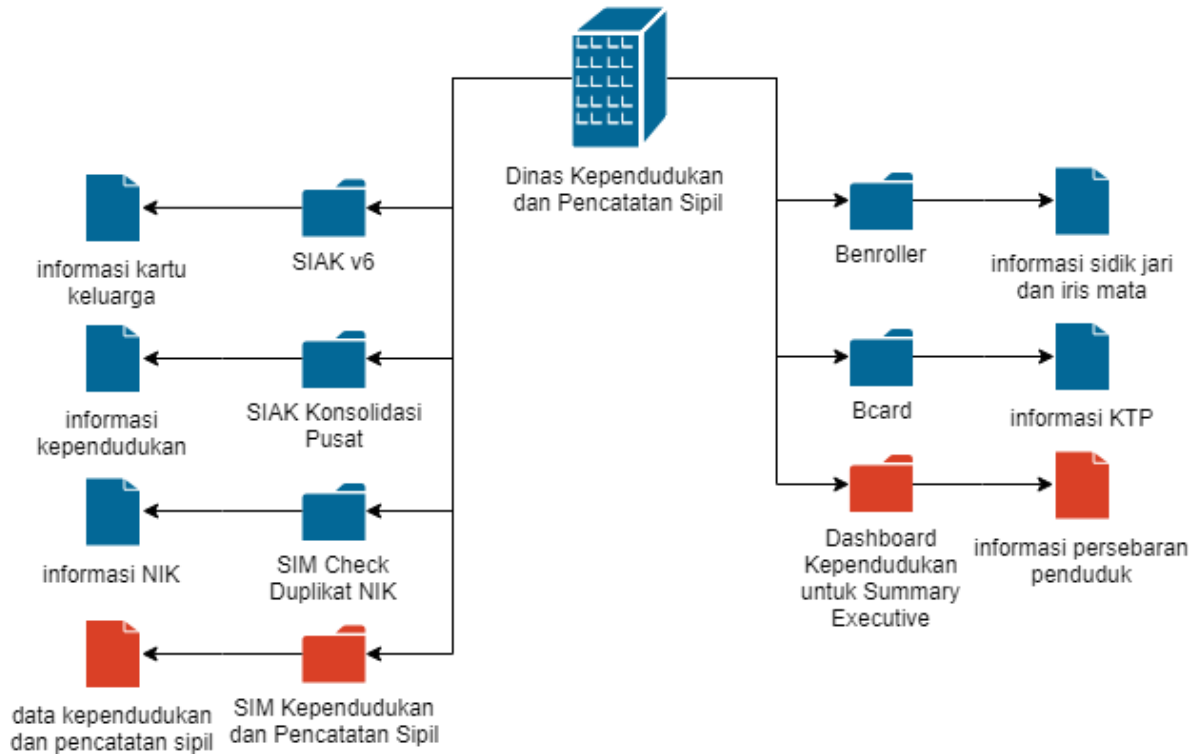 Dinas Kependudukan
dan Pencatatan Sipil
informasi kartu
keluarga
SIAK v6
informasi
kependudukan
SIAK Konsolidasi
Pusat
informasi NIK
SIM Check
Duplikat NIK
data kependudukan
dan pencatatan sipil
SIM Kependudukan
dan Pencatatan Sipil
Benroller
informasi sidik jari
dan iris mata
Bcard
informasi KTP
Dashboard
Kependudukan
untuk Summary
Executive
informasi persebaran
penduduk